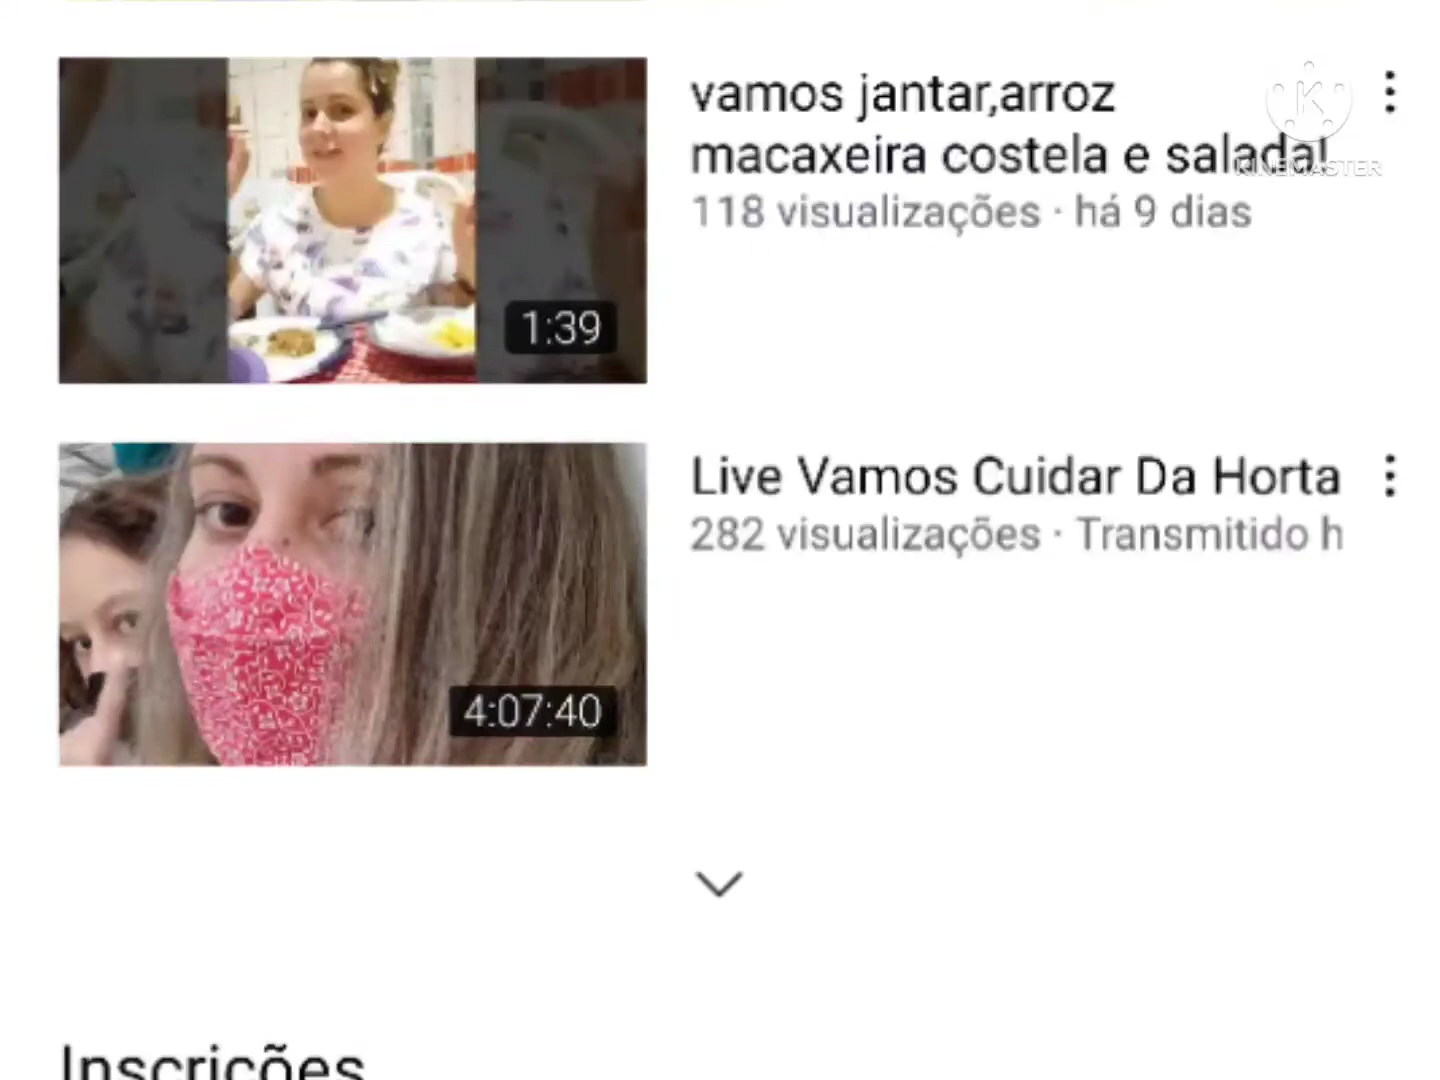 vamos jantar,arroz
macaxeira costela e salada!
118 visualizações · há 9 dias
1:39
KINEMASTER
Live Vamos Cuidar Da Horta
282 visualizações · Transmitido h
4:07:40
Inscrições